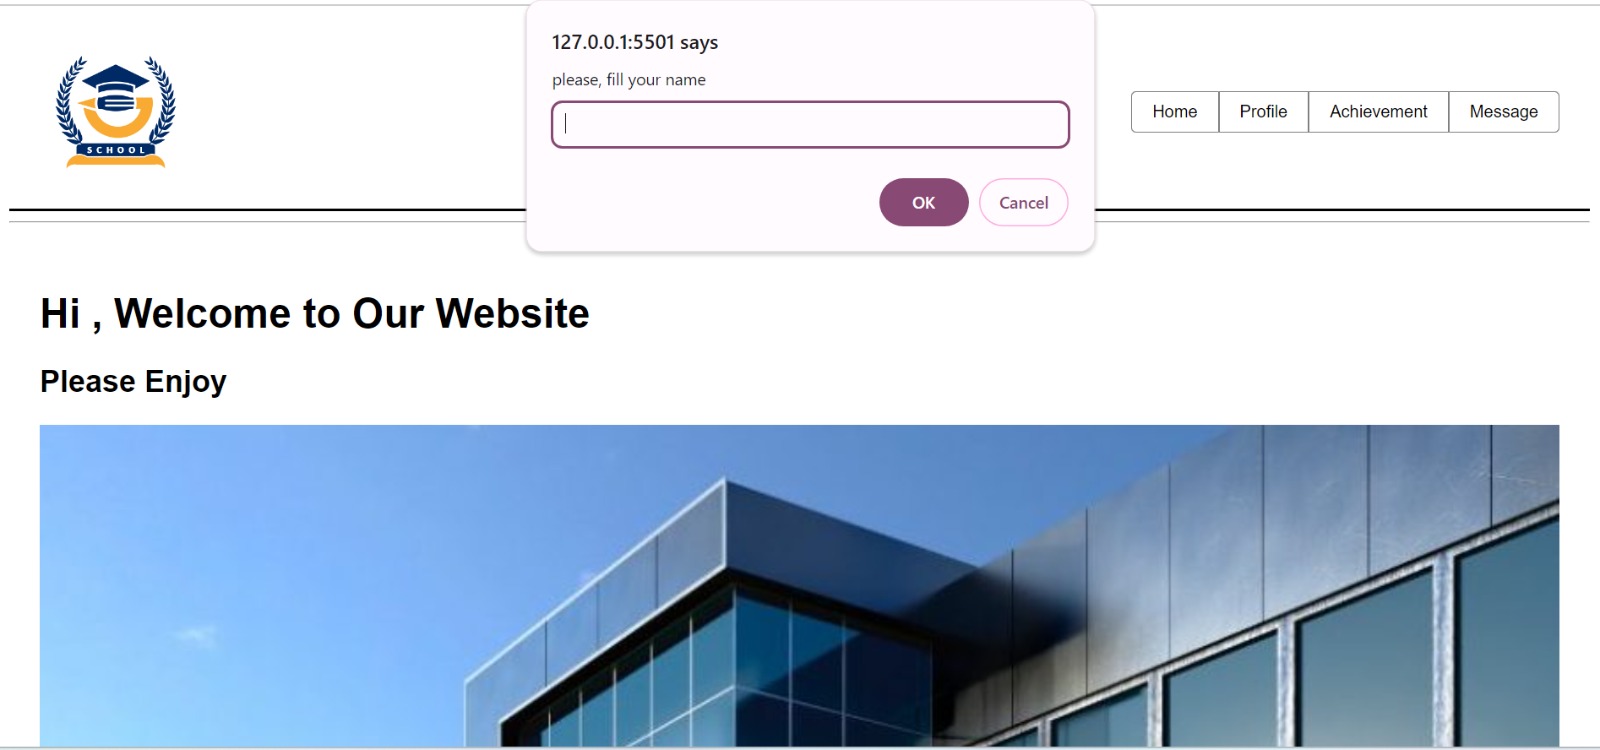 127.0.0.1:5501 says
please, fill your name
OK
Cancel
SCHOOL
Home
Profile
Achievement
Message
Hi , Welcome to Our Website
Please Enjoy